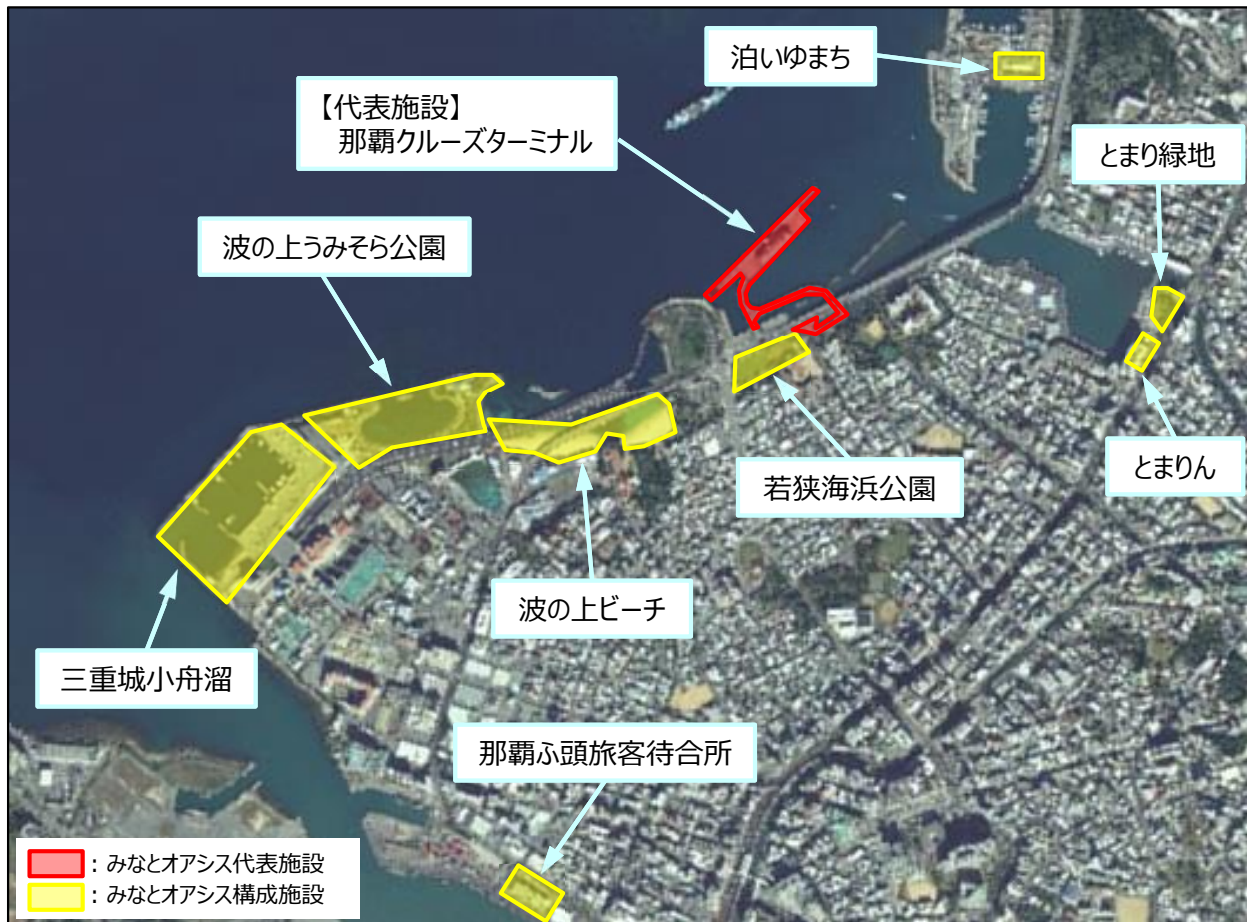 泊いゆまち
【代表施設】
那覇クルーズターミナル
とまり緑地
波の上うみそら公園
とまりん
若狭海浜公園
波の上ビーチ
三重城小舟溜
那覇ふ頭旅客待合所
：みなとオアシス代表施設
：みなとオアシス構成施設